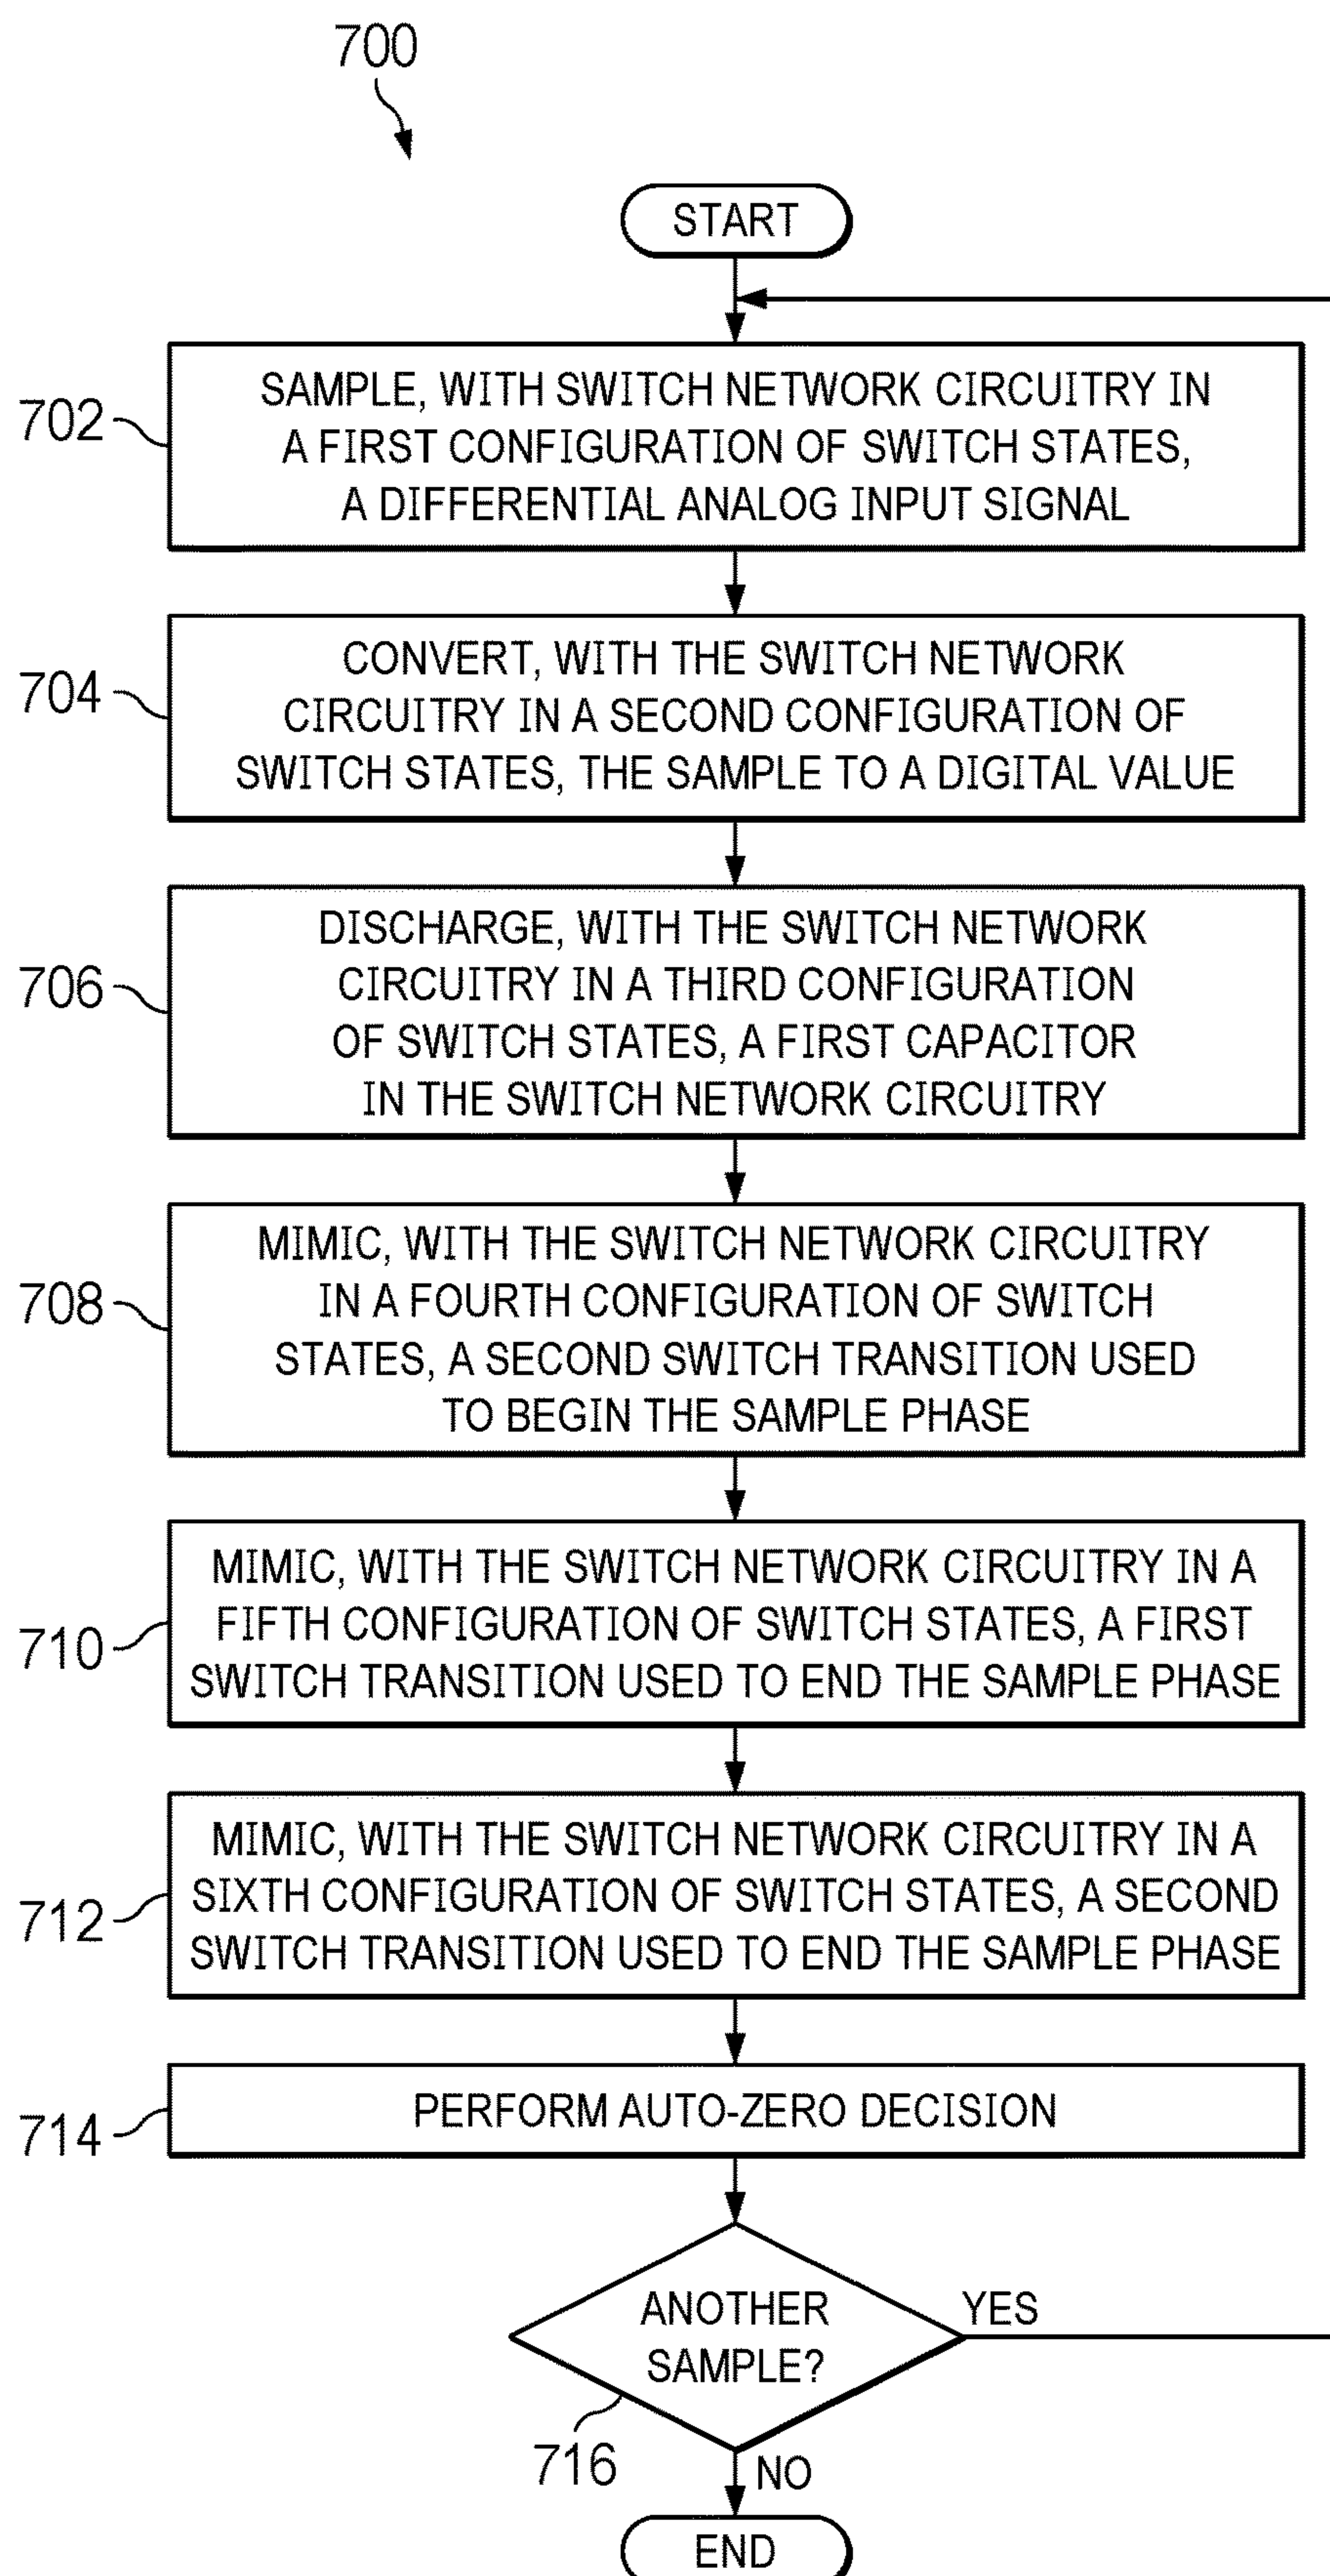 700
START
702
SAMPLE, WITH SWITCH NETWORK CIRCUITRY IN
A FIRST CONFIGURATION OF SWITCH STATES,
A DIFFERENTIAL ANALOG INPUT SIGNAL
704
CONVERT, WITH THE SWITCH NETWORK
CIRCUITRY IN A SECOND CONFIGURATION OF
SWITCH STATES, THE SAMPLE TO A DIGITAL VALUE
706
DISCHARGE, WITH THE SWITCH NETWORK
CIRCUITRY IN A THIRD CONFIGURATION
OF SWITCH STATES, A FIRST CAPACITOR
IN THE SWITCH NETWORK CIRCUITRY
708
MIMIC, WITH THE SWITCH NETWORK CIRCUITRY
IN A FOURTH CONFIGURATION OF SWITCH
STATES, A SECOND SWITCH TRANSITION USED
TO BEGIN THE SAMPLE PHASE
710
MIMIC, WITH THE SWITCH NETWORK CIRCUITRY IN A
FIFTH CONFIGURATION OF SWITCH STATES, A FIRST
SWITCH TRANSITION USED TO END THE SAMPLE PHASE
712
MIMIC, WITH THE SWITCH NETWORK CIRCUITRY IN A
SIXTH CONFIGURATION OF SWITCH STATES, A SECOND
SWITCH TRANSITION USED TO END THE SAMPLE PHASE
714
PERFORM AUTO-ZERO DECISION
ANOTHER
SAMPLE?
YES
716
NO
END